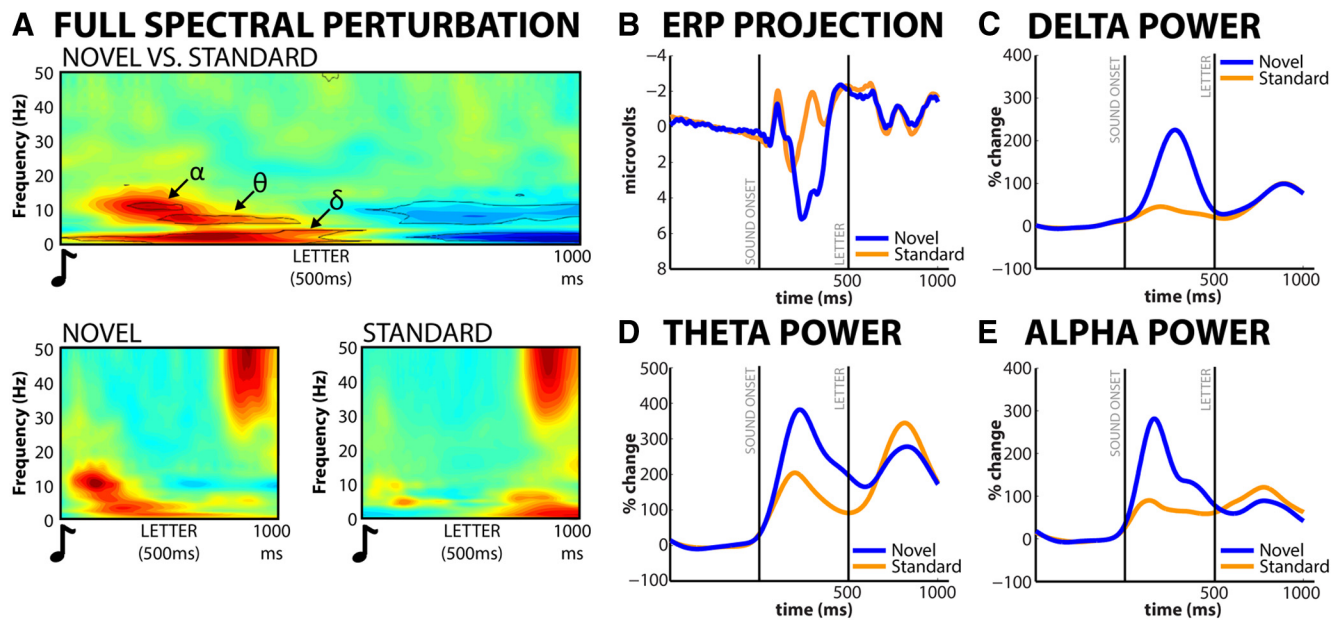 A FULL SPECTRAL PERTURBATION
NOVEL VS. STANDARD
Frequency (Hz)
50
40
30
20
10
0
α
θ
δ
LETTER
(500ms)
1000
ms
NOVEL
Frequency (Hz)
50
40
30
20
10
0
LETTER
(500ms)
1000
ms
STANDARD
Frequency (Hz)
50
40
30
20
10
0
LETTER
(500ms)
1000
ms
B ERP PROJECTION
microvolts
−4
−2
0
2
4
6
8
SOUND ONSET
LETTER
Novel
Standard
500
1000
time (ms)
C DELTA POWER
% change
400
300
200
100
0
−100
SOUND ONSET
LETTER
Novel
Standard
500
1000
time (ms)
D THETA POWER
% change
500
400
300
200
100
0
−100
SOUND ONSET
LETTER
Novel
Standard
500
1000
time (ms)
E ALPHA POWER
% change
400
300
200
100
0
−100
SOUND ONSET
LETTER
Novel
Standard
500
1000
time (ms)